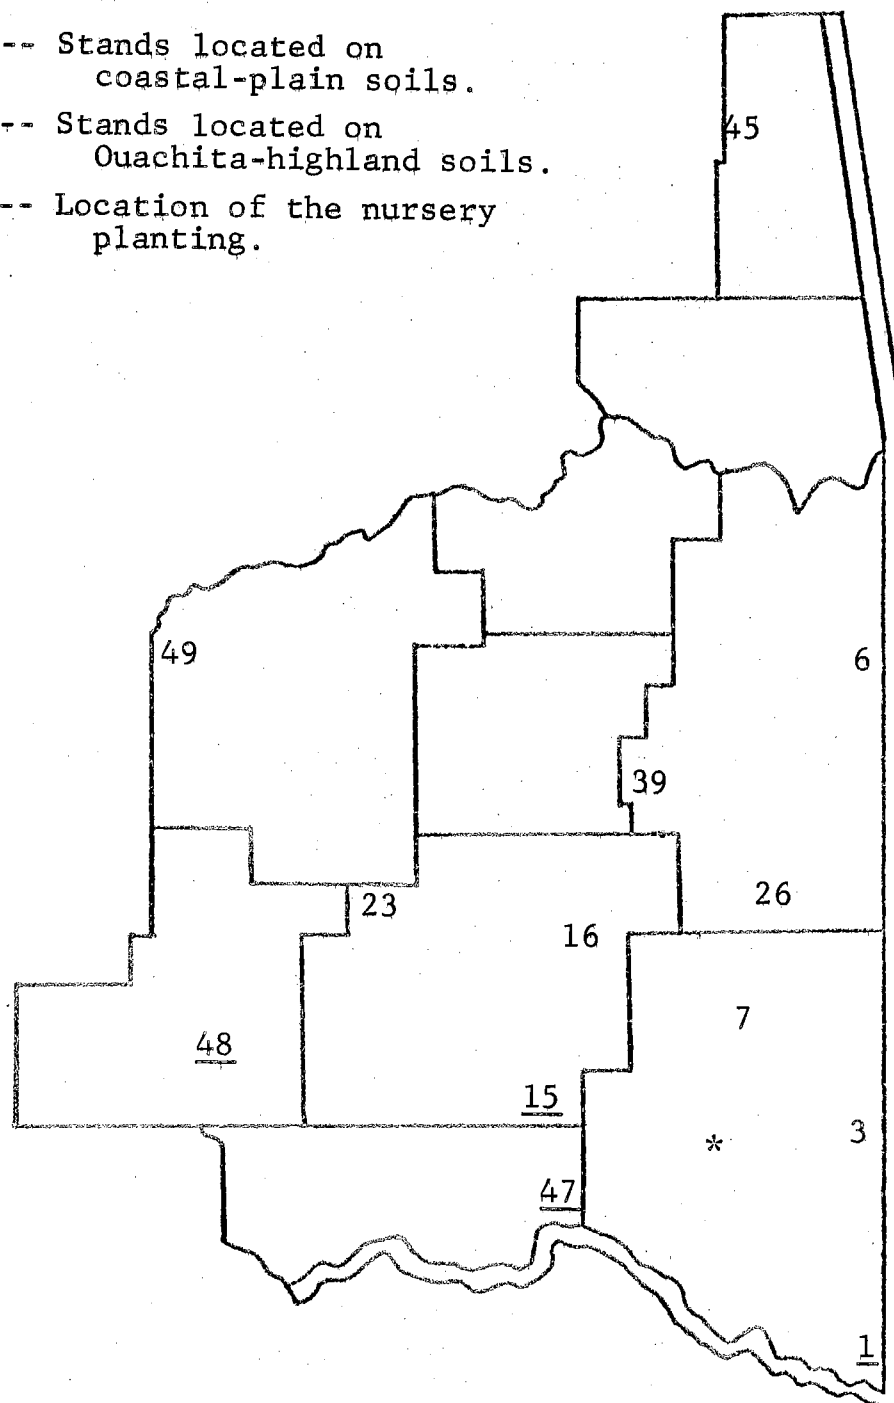 -- Stands located on
coastal-plain soils.
-- Stands located on
Ouachita-highland soils.
-- Location of the nursery
planting.
45
49
6
39
26
23
16
7
48
15
3
*
47
1